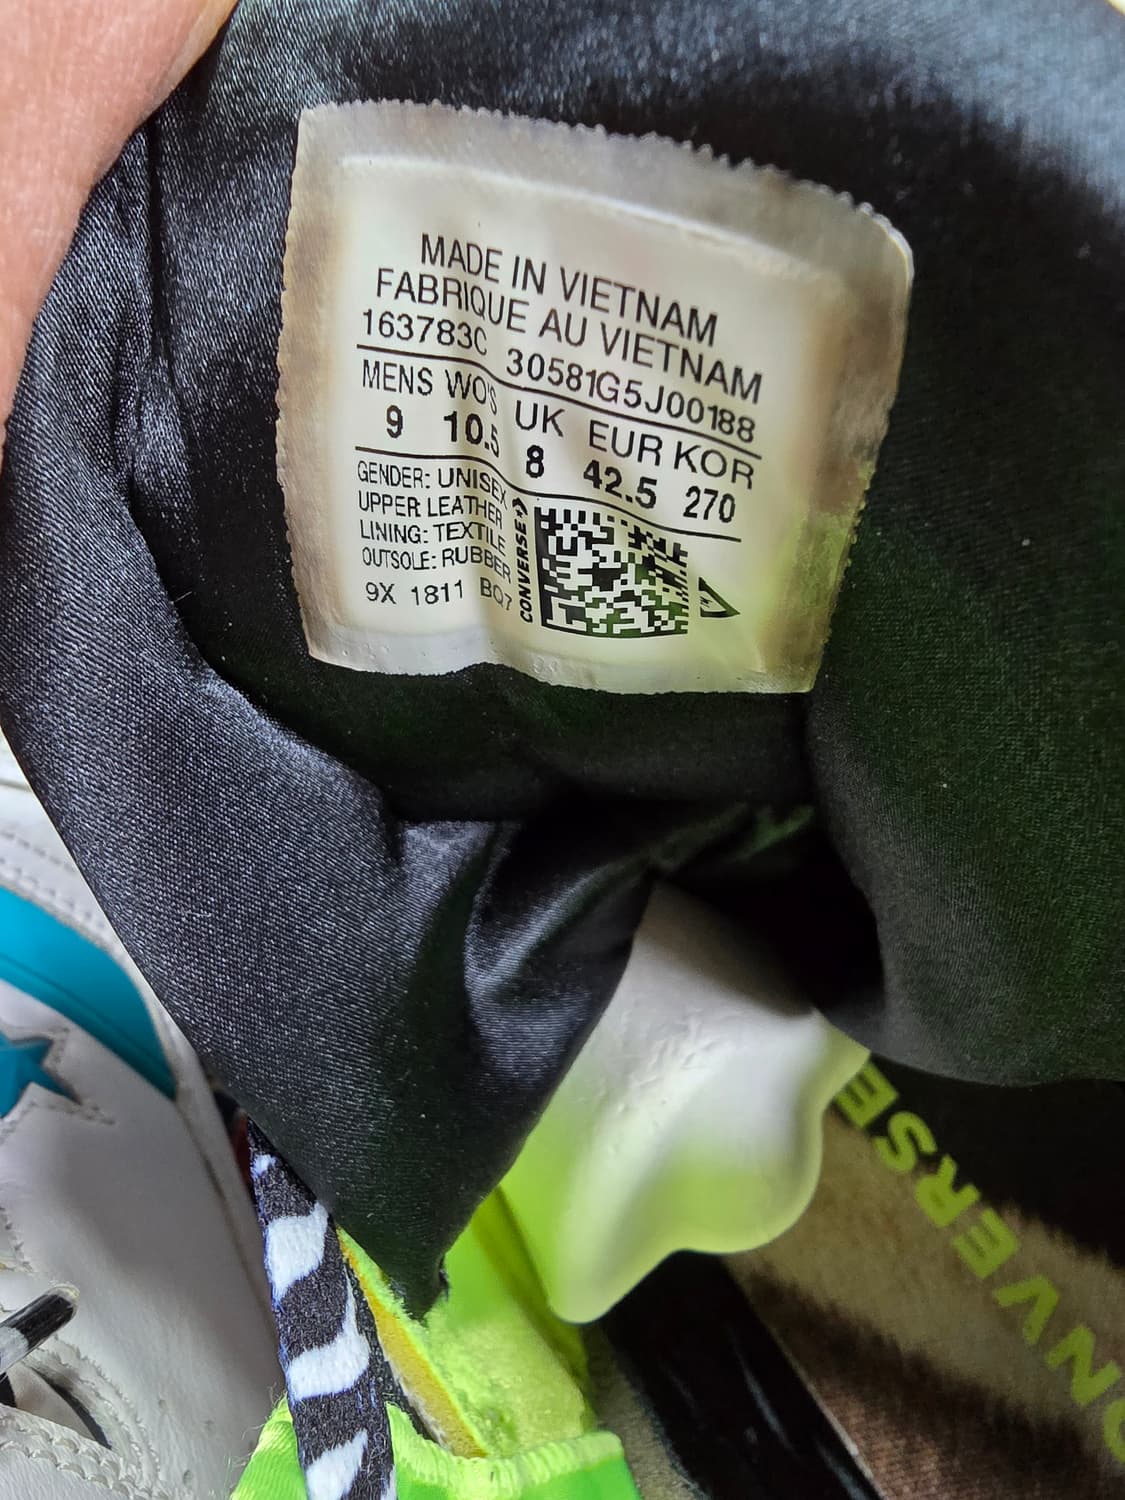 MADE IN VIETNAM
FABRIQUE AU VIETNAM
163783C 30581G5J00188
MENS WO'S UK EUR KOR
9 10.5 8 42.5 270
GENDER: UNISEX
UPPER LEATHER
LINING: TEXTILE
OUTSOLE: RUBBER
9X 1811 BQ7
CONVERSE
CONVERSE